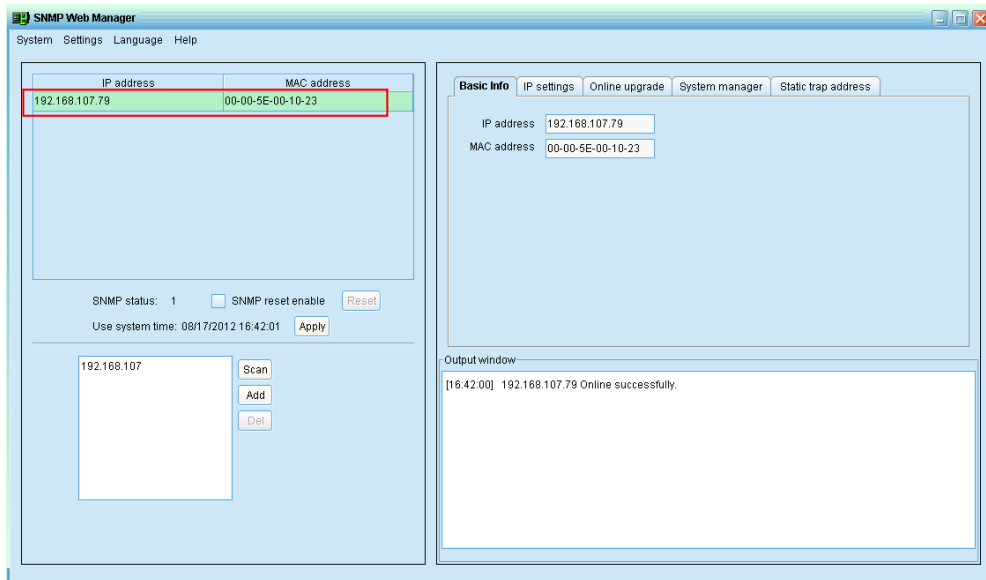 SNMP Web Manager
System Settings Language Help
IP address MAC address
192.168.107.79 00-00-5E-00-10-23
SNMP status: 1 SNMP reset enable Reset
Use system time: 08/17/2012 16:42:01 Apply
192.168.107
Scan
Add
Del
Basic Info IP settings Online upgrade System manager Static trap address
IP address 192.168.107.79
MAC address 00-00-5E-00-10-23
Output window
[16:42:00] 192.168.107.79 Online successfully.